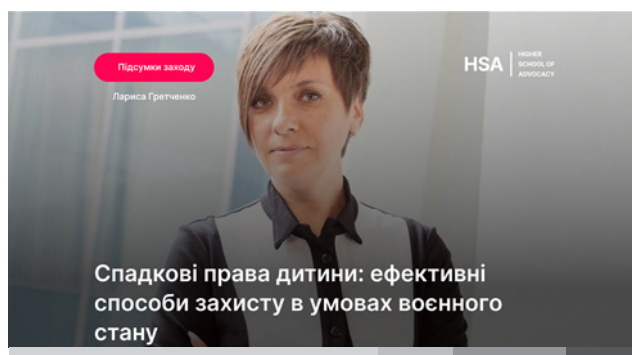 Підсумки заходу
Лариса Гретченко
HSA
HIGHER
SCHOOL OF
ADVOCACY
Спадкові права дитини: ефективні
способи захисту в умовах воєнного
стану